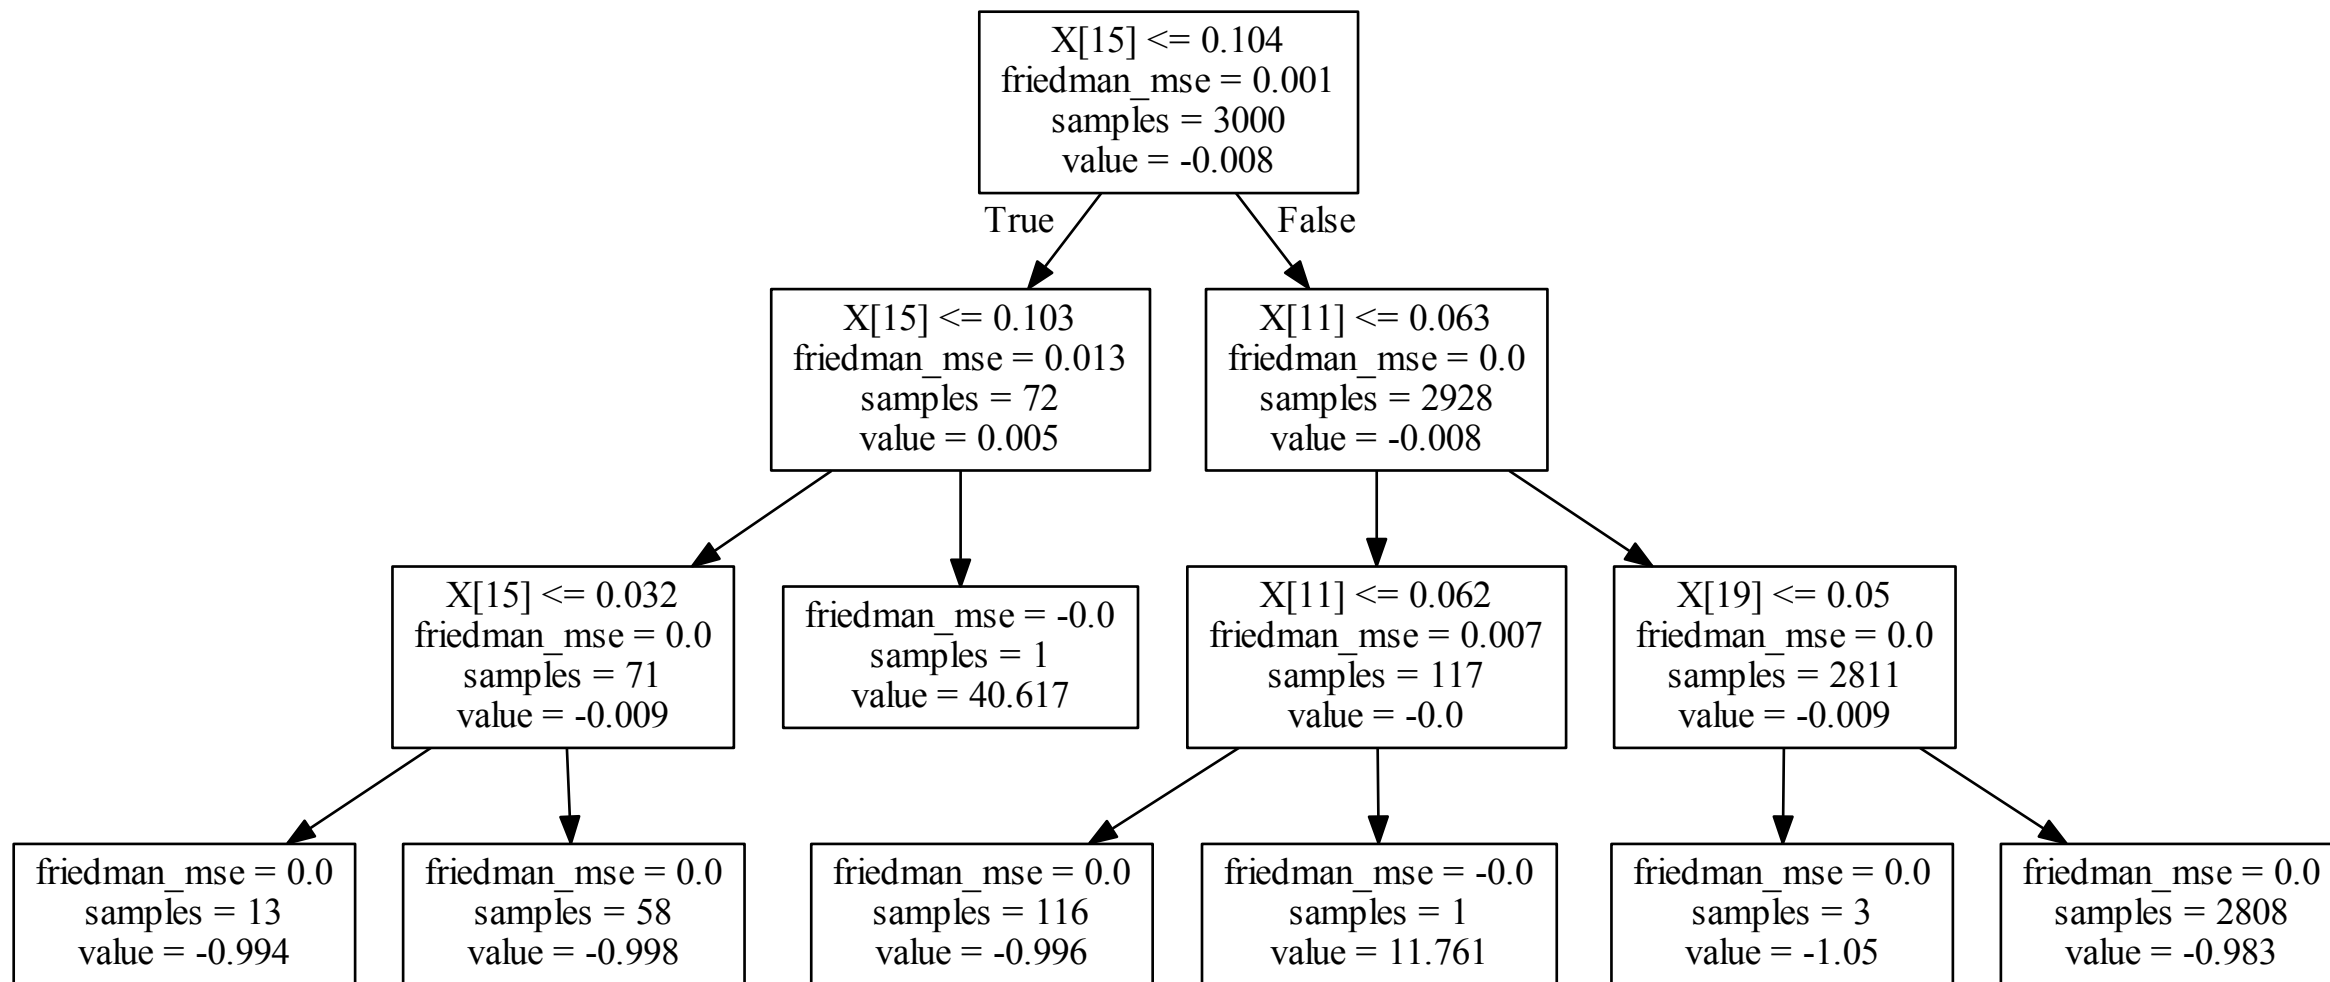 X[15] <= 0.104
friedman_mse = 0.001
samples = 3000
value = -0.008
True
False
X[15] <= 0.103
friedman_mse = 0.013
samples = 72
value = 0.005
X[11] <= 0.063
friedman_mse = 0.0
samples = 2928
value = -0.008
X[15] <= 0.032
friedman_mse = 0.0
samples = 71
value = -0.009
friedman_mse = -0.0
samples = 1
value = 40.617
X[11] <= 0.062
friedman_mse = 0.007
samples = 117
value = -0.0
X[19] <= 0.05
friedman_mse = 0.0
samples = 2811
value = -0.009
friedman_mse = 0.0
samples = 13
value = -0.994
friedman_mse = 0.0
samples = 58
value = -0.998
friedman_mse = 0.0
samples = 116
value = -0.996
friedman_mse = -0.0
samples = 1
value = 11.761
friedman_mse = 0.0
samples = 3
value = -1.05
friedman_mse = 0.0
samples = 2808
value = -0.983